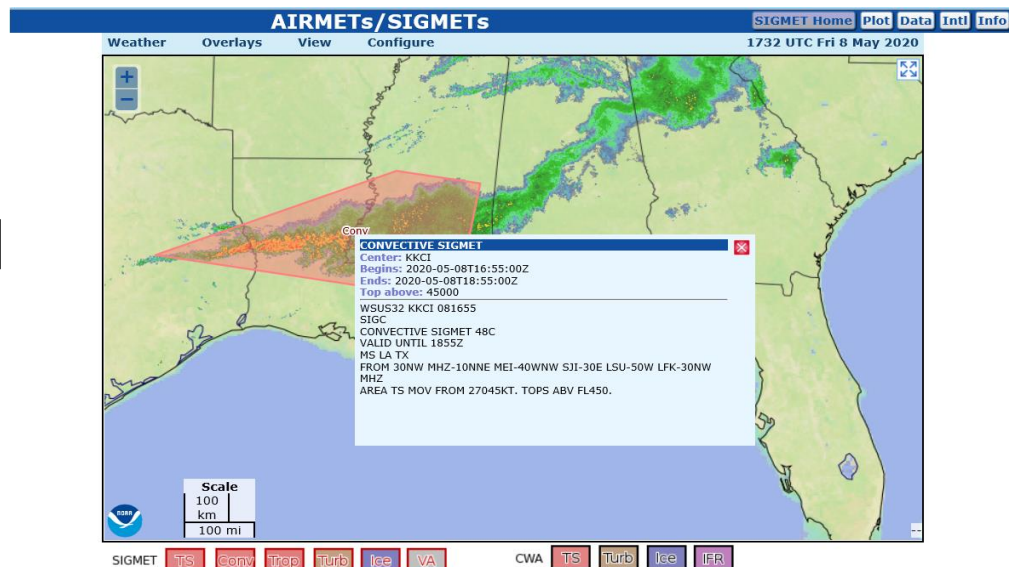 AIRMETs/SIGMETs
SIGMET Home Plot Data Intl Info
Weather Overlays View Configure
1732 UTC Fri 8 May 2020
+
−
Conv
CONVECTIVE SIGMET
Center: KKCI
Begins: 2020-05-08T16:55:00Z
Ends: 2020-05-08T18:55:00Z
Top above: 45000
WSUS32 KKCI 081655
SIGC
CONVECTIVE SIGMET 48C
VALID UNTIL 1855Z
MS LA TX
FROM 30NW MHZ-10NNE MEI-40WNW SJI-30E LSU-50W LFK-30NW
MHZ
AREA TS MOV FROM 27045KT. TOPS ABV FL450.
Scale
100
km
100 mi
NOAA
--
SIGMET TS Conv Trop Turb Ice VA
CWA TS Turb Ice IFR